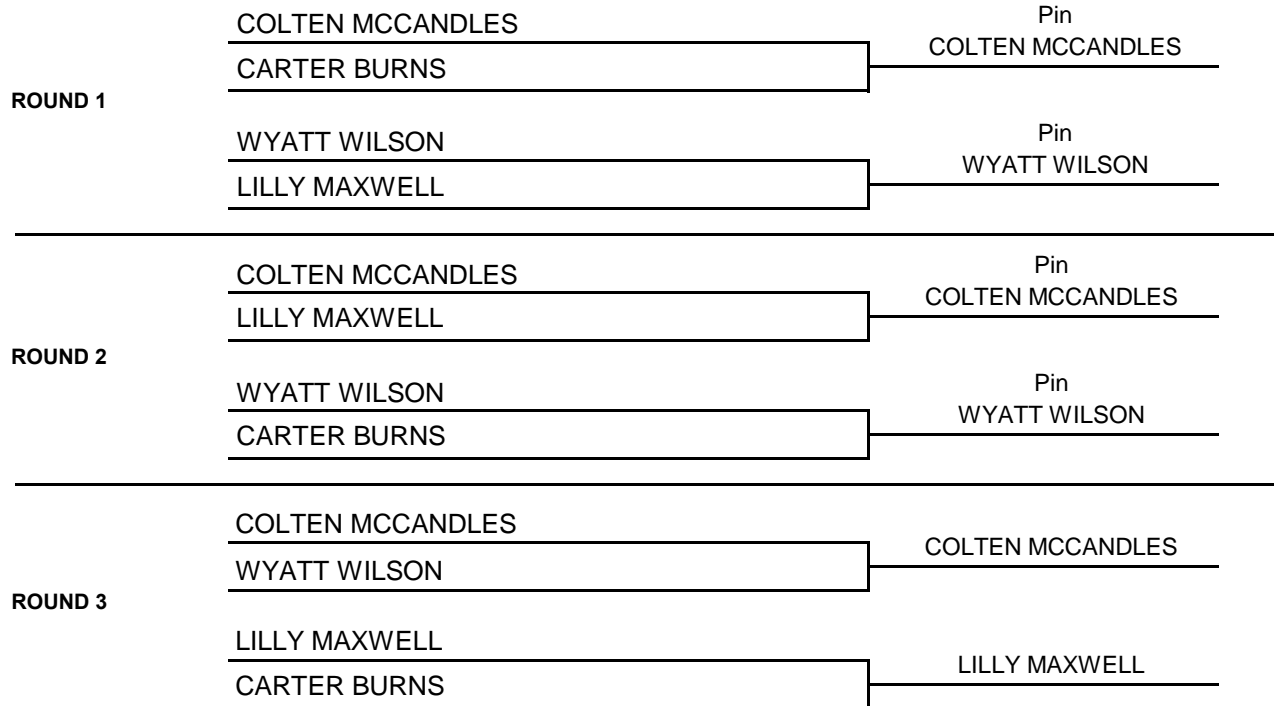 COLTEN MCCANDLES
Pin
COLTEN MCCANDLES
CARTER BURNS
ROUND 1
WYATT WILSON
Pin
WYATT WILSON
LILLY MAXWELL
COLTEN MCCANDLES
Pin
COLTEN MCCANDLES
LILLY MAXWELL
ROUND 2
WYATT WILSON
Pin
WYATT WILSON
CARTER BURNS
COLTEN MCCANDLES
COLTEN MCCANDLES
WYATT WILSON
ROUND 3
LILLY MAXWELL
LILLY MAXWELL
CARTER BURNS